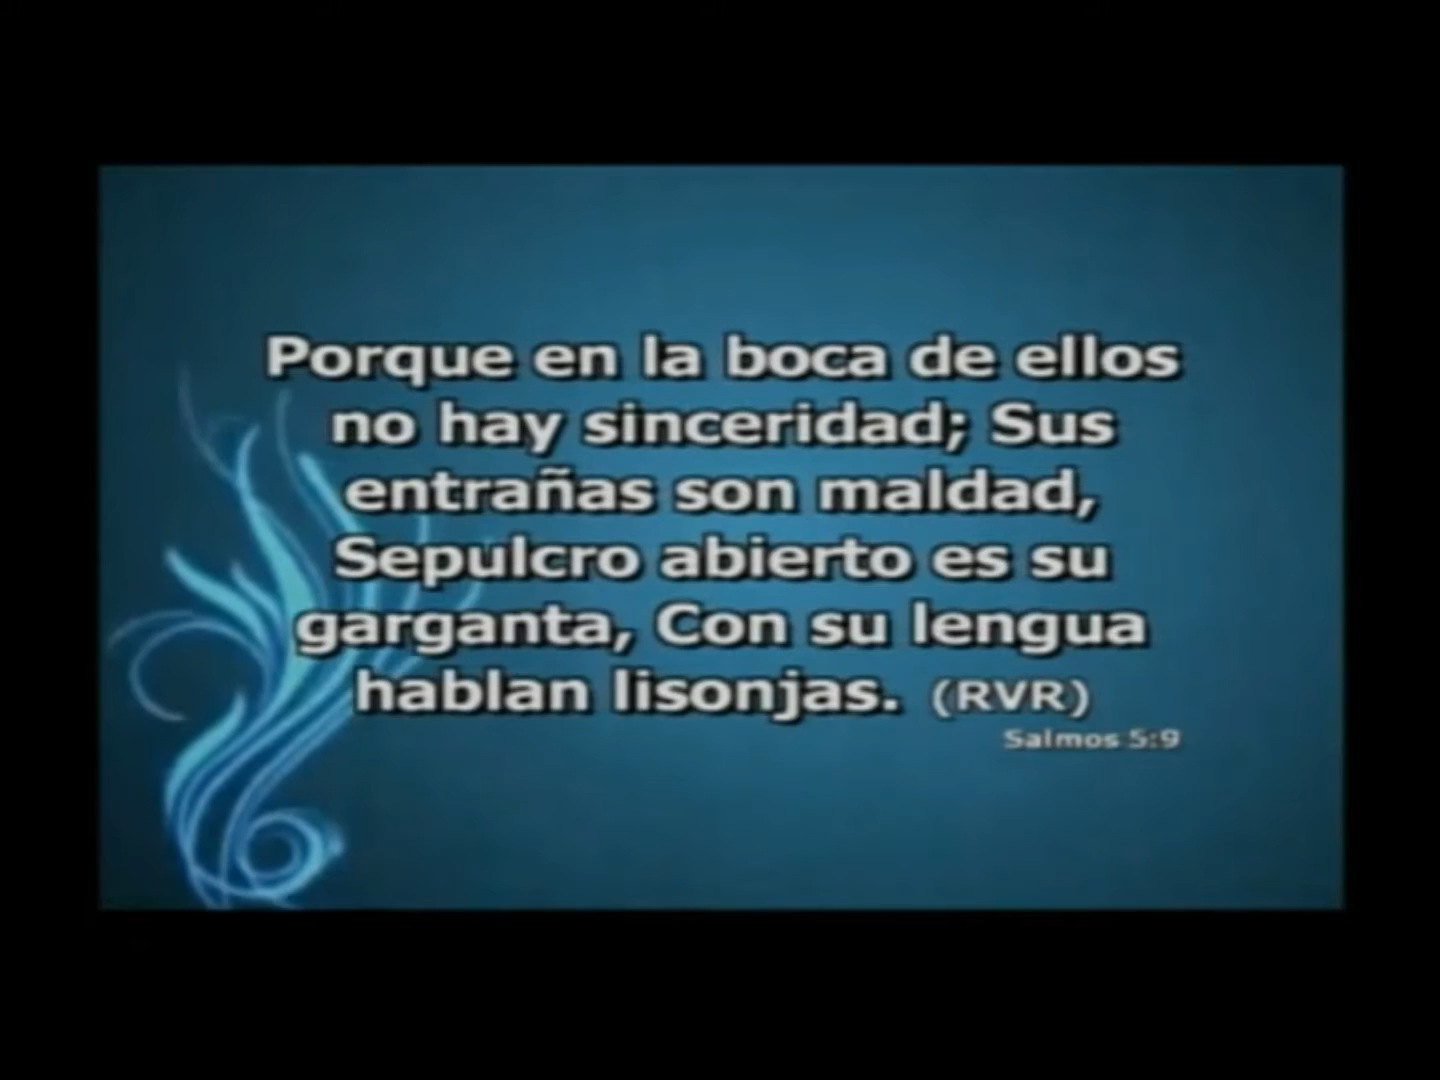 Porque en la boca de ellos
no hay sinceridad; Sus
entrañas son maldad,
Sepulcro abierto es su
garganta, Con su lengua
hablan lisonjas. (RVR)
Salmos 5:9